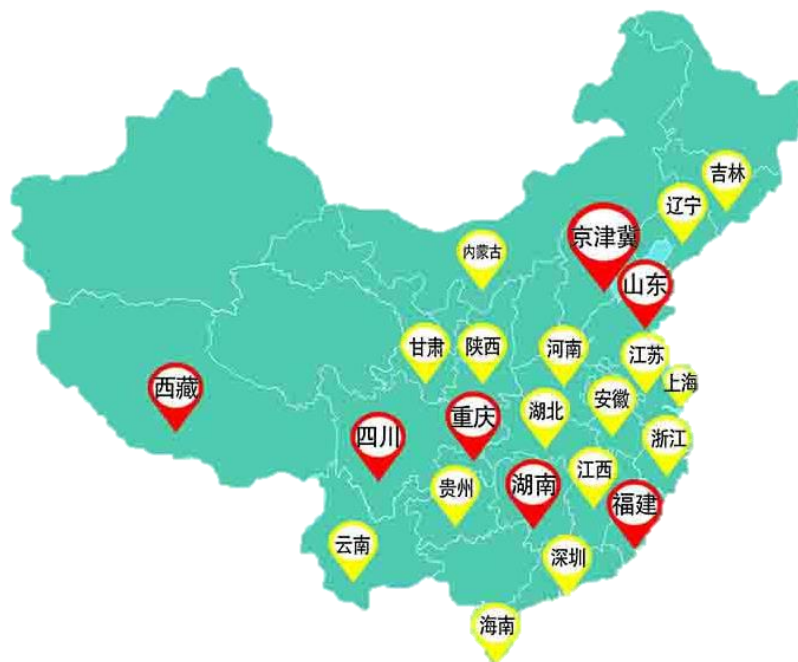 吉林
辽宁
京津冀
内蒙古
山东
甘肃
陕西
河南
江苏
上海
西藏
安徽
湖北
重庆
四川
浙江
江西
湖南
贵州
福建
云南
深圳
海南